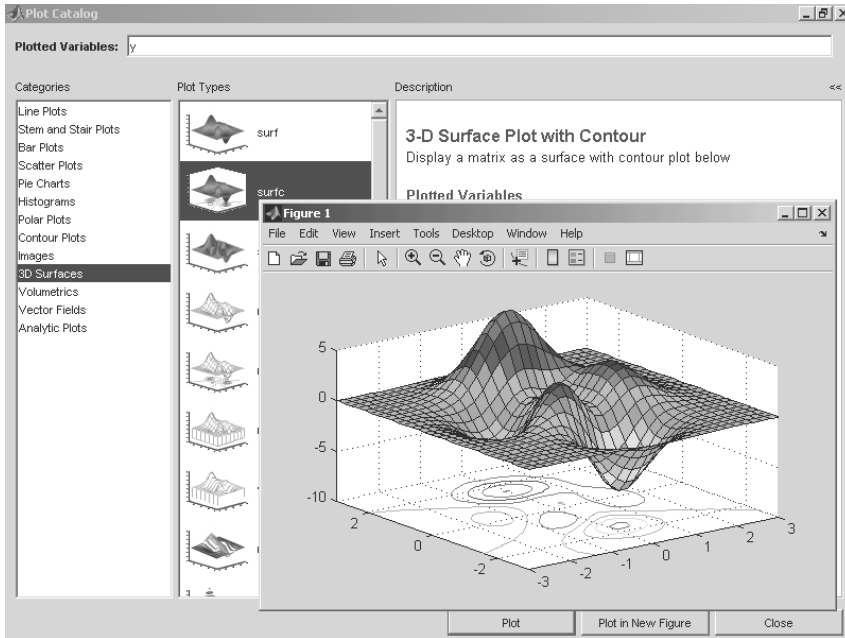 Plot Catalog
Plotted Variables: y
Categories
Plot Types
Description
<<
Line Plots
Stem and Stair Plots
Bar Plots
Scatter Plots
Pie Charts
Histograms
Polar Plots
Contour Plots
Images
3D Surfaces
Volumetrics
Vector Fields
Analytic Plots
surf
surfc
3-D Surface Plot with Contour
Display a matrix as a surface with contour plot below
Plotted Variables
Figure 1
File Edit View Insert Tools Desktop Window Help
5
0
-5
-10
2
0
-2
-3
-2
-1
0
1
2
3
Plot
Plot in New Figure
Close